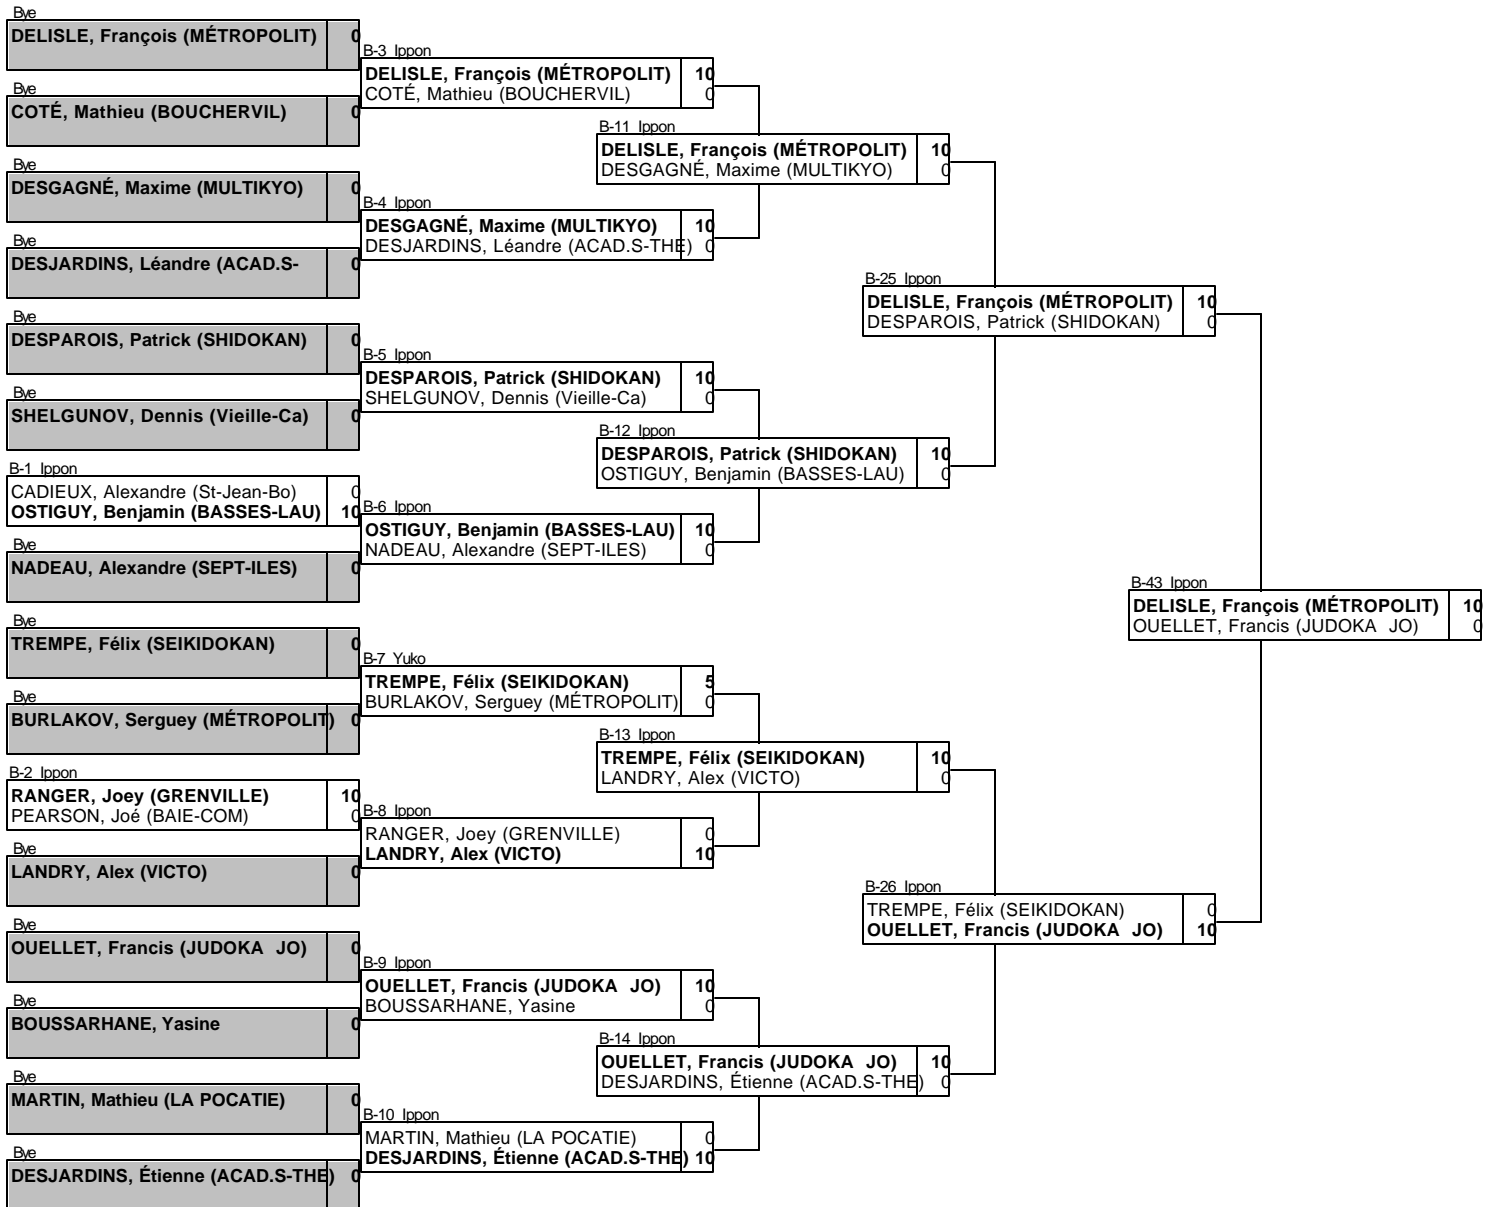 Bye
DELISLE, François (MÉTROPOLIT) 0
Bye
COTÉ, Mathieu (BOUCHERVIL) 0
Bye
DESGAGNÉ, Maxime (MULTIKYO) 0
Bye
DESJARDINS, Léandre (ACAD.S- 0
Bye
DESPAROIS, Patrick (SHIDOKAN) 0
Bye
SHELGUNOV, Dennis (Vieille-Ca) 0
B-1 Ippon
CADIEUX, Alexandre (St-Jean-Bo) 0
OSTIGUY, Benjamin (BASSES-LAU) 10
Bye
NADEAU, Alexandre (SEPT-ILES) 0
Bye
TREMPE, Félix (SEIKIDOKAN) 0
Bye
BURLAKOV, Serguey (MÉTROPOLIT) 0
B-2 Ippon
RANGER, Joey (GRENVILLE) 10
PEARSON, Joé (BAIE-COM) 0
Bye
LANDRY, Alex (VICTO) 0
Bye
OUELLET, Francis (JUDOKA JO) 0
Bye
BOUSSARHANE, Yasine 0
Bye
MARTIN, Mathieu (LA POCATIE) 0
Bye
DESJARDINS, Étienne (ACAD.S-THE) 0
B-3 Ippon
DELISLE, François (MÉTROPOLIT) 10
COTÉ, Mathieu (BOUCHERVIL) 0
B-4 Ippon
DESGAGNÉ, Maxime (MULTIKYO) 10
DESJARDINS, Léandre (ACAD.S-THE) 0
B-5 Ippon
DESPAROIS, Patrick (SHIDOKAN) 10
SHELGUNOV, Dennis (Vieille-Ca) 0
B-6 Ippon
OSTIGUY, Benjamin (BASSES-LAU) 10
NADEAU, Alexandre (SEPT-ILES) 0
B-7 Yuko
TREMPE, Félix (SEIKIDOKAN) 5
BURLAKOV, Serguey (MÉTROPOLIT) 0
B-8 Ippon
RANGER, Joey (GRENVILLE) 0
LANDRY, Alex (VICTO) 10
B-9 Ippon
OUELLET, Francis (JUDOKA JO) 10
BOUSSARHANE, Yasine 0
B-10 Ippon
MARTIN, Mathieu (LA POCATIE) 0
DESJARDINS, Étienne (ACAD.S-THE) 10
B-11 Ippon
DELISLE, François (MÉTROPOLIT) 10
DESGAGNÉ, Maxime (MULTIKYO) 0
B-12 Ippon
DESPAROIS, Patrick (SHIDOKAN) 10
OSTIGUY, Benjamin (BASSES-LAU) 0
B-13 Ippon
TREMPE, Félix (SEIKIDOKAN) 10
LANDRY, Alex (VICTO) 0
B-14 Ippon
OUELLET, Francis (JUDOKA JO) 10
DESJARDINS, Étienne (ACAD.S-THE) 0
B-25 Ippon
DELISLE, François (MÉTROPOLIT) 10
DESPAROIS, Patrick (SHIDOKAN) 0
B-26 Ippon
TREMPE, Félix (SEIKIDOKAN) 0
OUELLET, Francis (JUDOKA JO) 10
B-43 Ippon
DELISLE, François (MÉTROPOLIT) 10
OUELLET, Francis (JUDOKA JO) 0